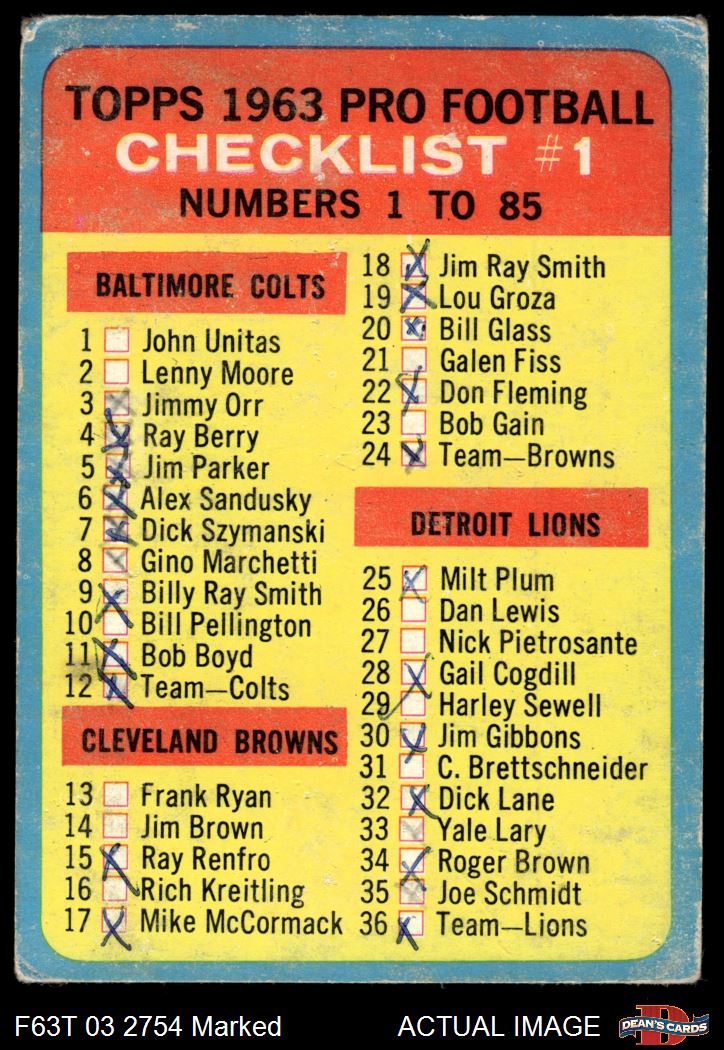 TOPPS 1963 PRO FOOTBALL
CHECKLIST #1
NUMBERS 1 TO 85
BALTIMORE COLTS
1 John Unitas
2 Lenny Moore
3 Jimmy Orr
4 Ray Berry
5 Jim Parker
6 Alex Sandusky
7 Dick Szymanski
8 Gino Marchetti
9 Billy Ray Smith
10 Bill Pellington
11 Bob Boyd
12 Team—Colts
CLEVELAND BROWNS
13 Frank Ryan
14 Jim Brown
15 Ray Renfro
16 Rich Kreitling
17 Mike McCormack
18 Jim Ray Smith
19 Lou Groza
20 Bill Glass
21 Galen Fiss
22 Don Fleming
23 Bob Gain
24 Team—Browns
DETROIT LIONS
25 Milt Plum
26 Dan Lewis
27 Nick Pietrosante
28 Gail Cogdill
29 Harley Sewell
30 Jim Gibbons
31 C. Brettschneider
32 Dick Lane
33 Yale Lary
34 Roger Brown
35 Joe Schmidt
36 Team—Lions
F63T 03 2754 Marked
ACTUAL IMAGE
D
DEAN'S CARDS